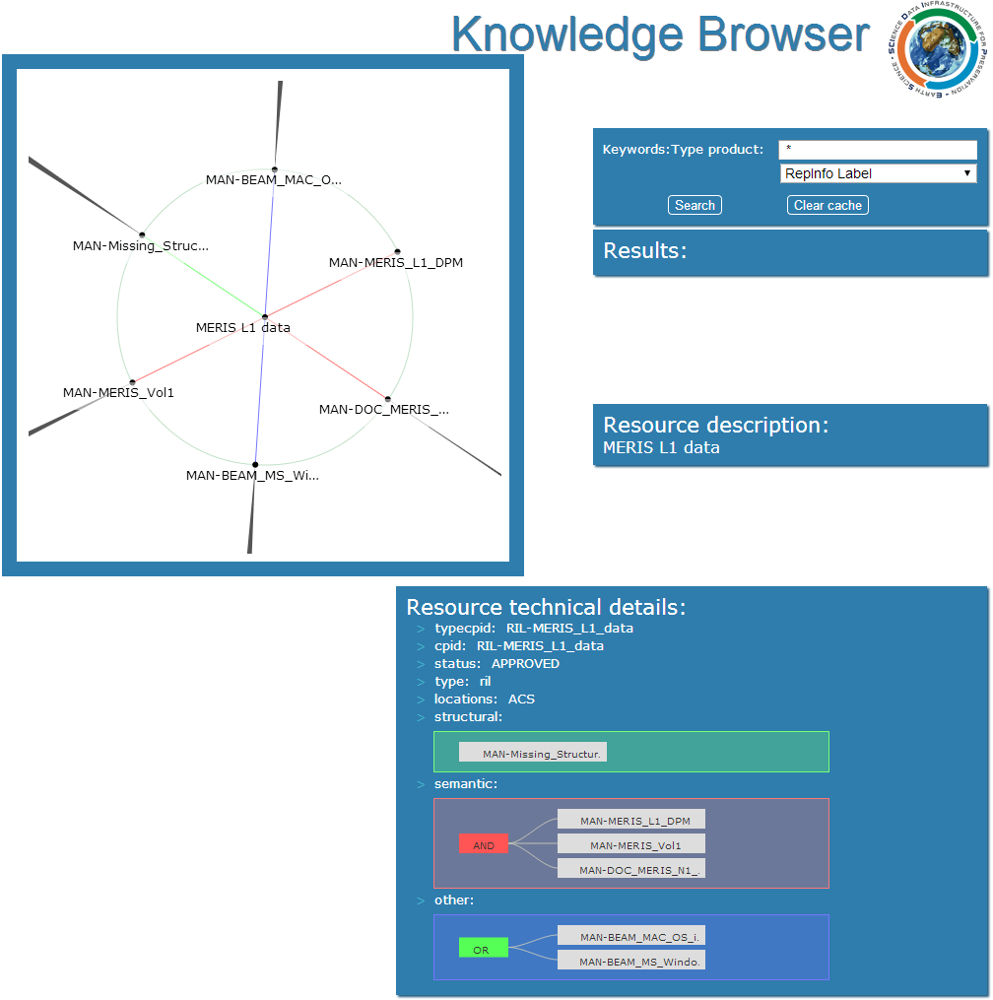 Knowledge Browser
SCIENCE DATA INFRASTRUCTURE FOR PRESERVATION - EARTH SCIENCE -
MAN-BEAM_MAC_O...
MAN-Missing_Struc...
MAN-MERIS_L1_DPM
MERIS L1 data
MAN-MERIS_Vol1
MAN-DOC_MERIS_...
MAN-BEAM_MS_Wi...
Keywords:Type product: *
RepInfo Label
Search Clear cache
Results:
Resource description:
MERIS L1 data
Resource technical details:
> typecpid: RIL-MERIS_L1_data
> cpid: RIL-MERIS_L1_data
> status: APPROVED
> type: ril
> locations: ACS
> structural:
MAN-Missing_Structur.
> semantic:
MAN-MERIS_L1_DPM
AND MAN-MERIS_Vol1
MAN-DOC_MERIS_N1_.
> other:
MAN-BEAM_MAC_OS_i.
OR
MAN-BEAM_MS_Windo.